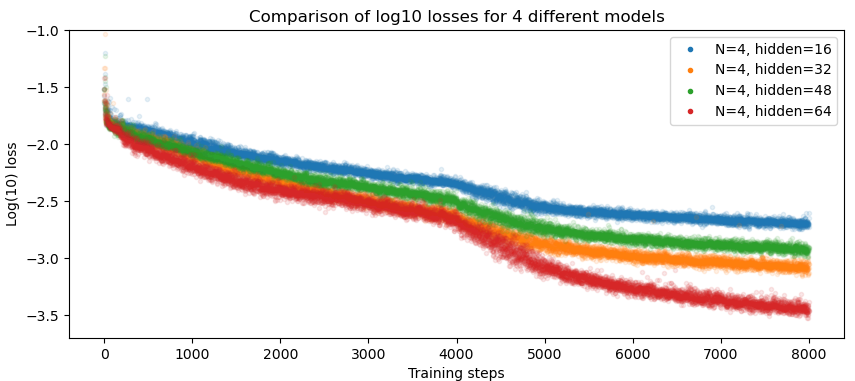 Comparison of log10 losses for 4 different models
−1.0
−1.5
−2.0
−2.5
−3.0
−3.5
Log(10) loss
N=4, hidden=16
N=4, hidden=32
N=4, hidden=48
N=4, hidden=64
0 1000 2000 3000 4000 5000 6000 7000 8000
Training steps